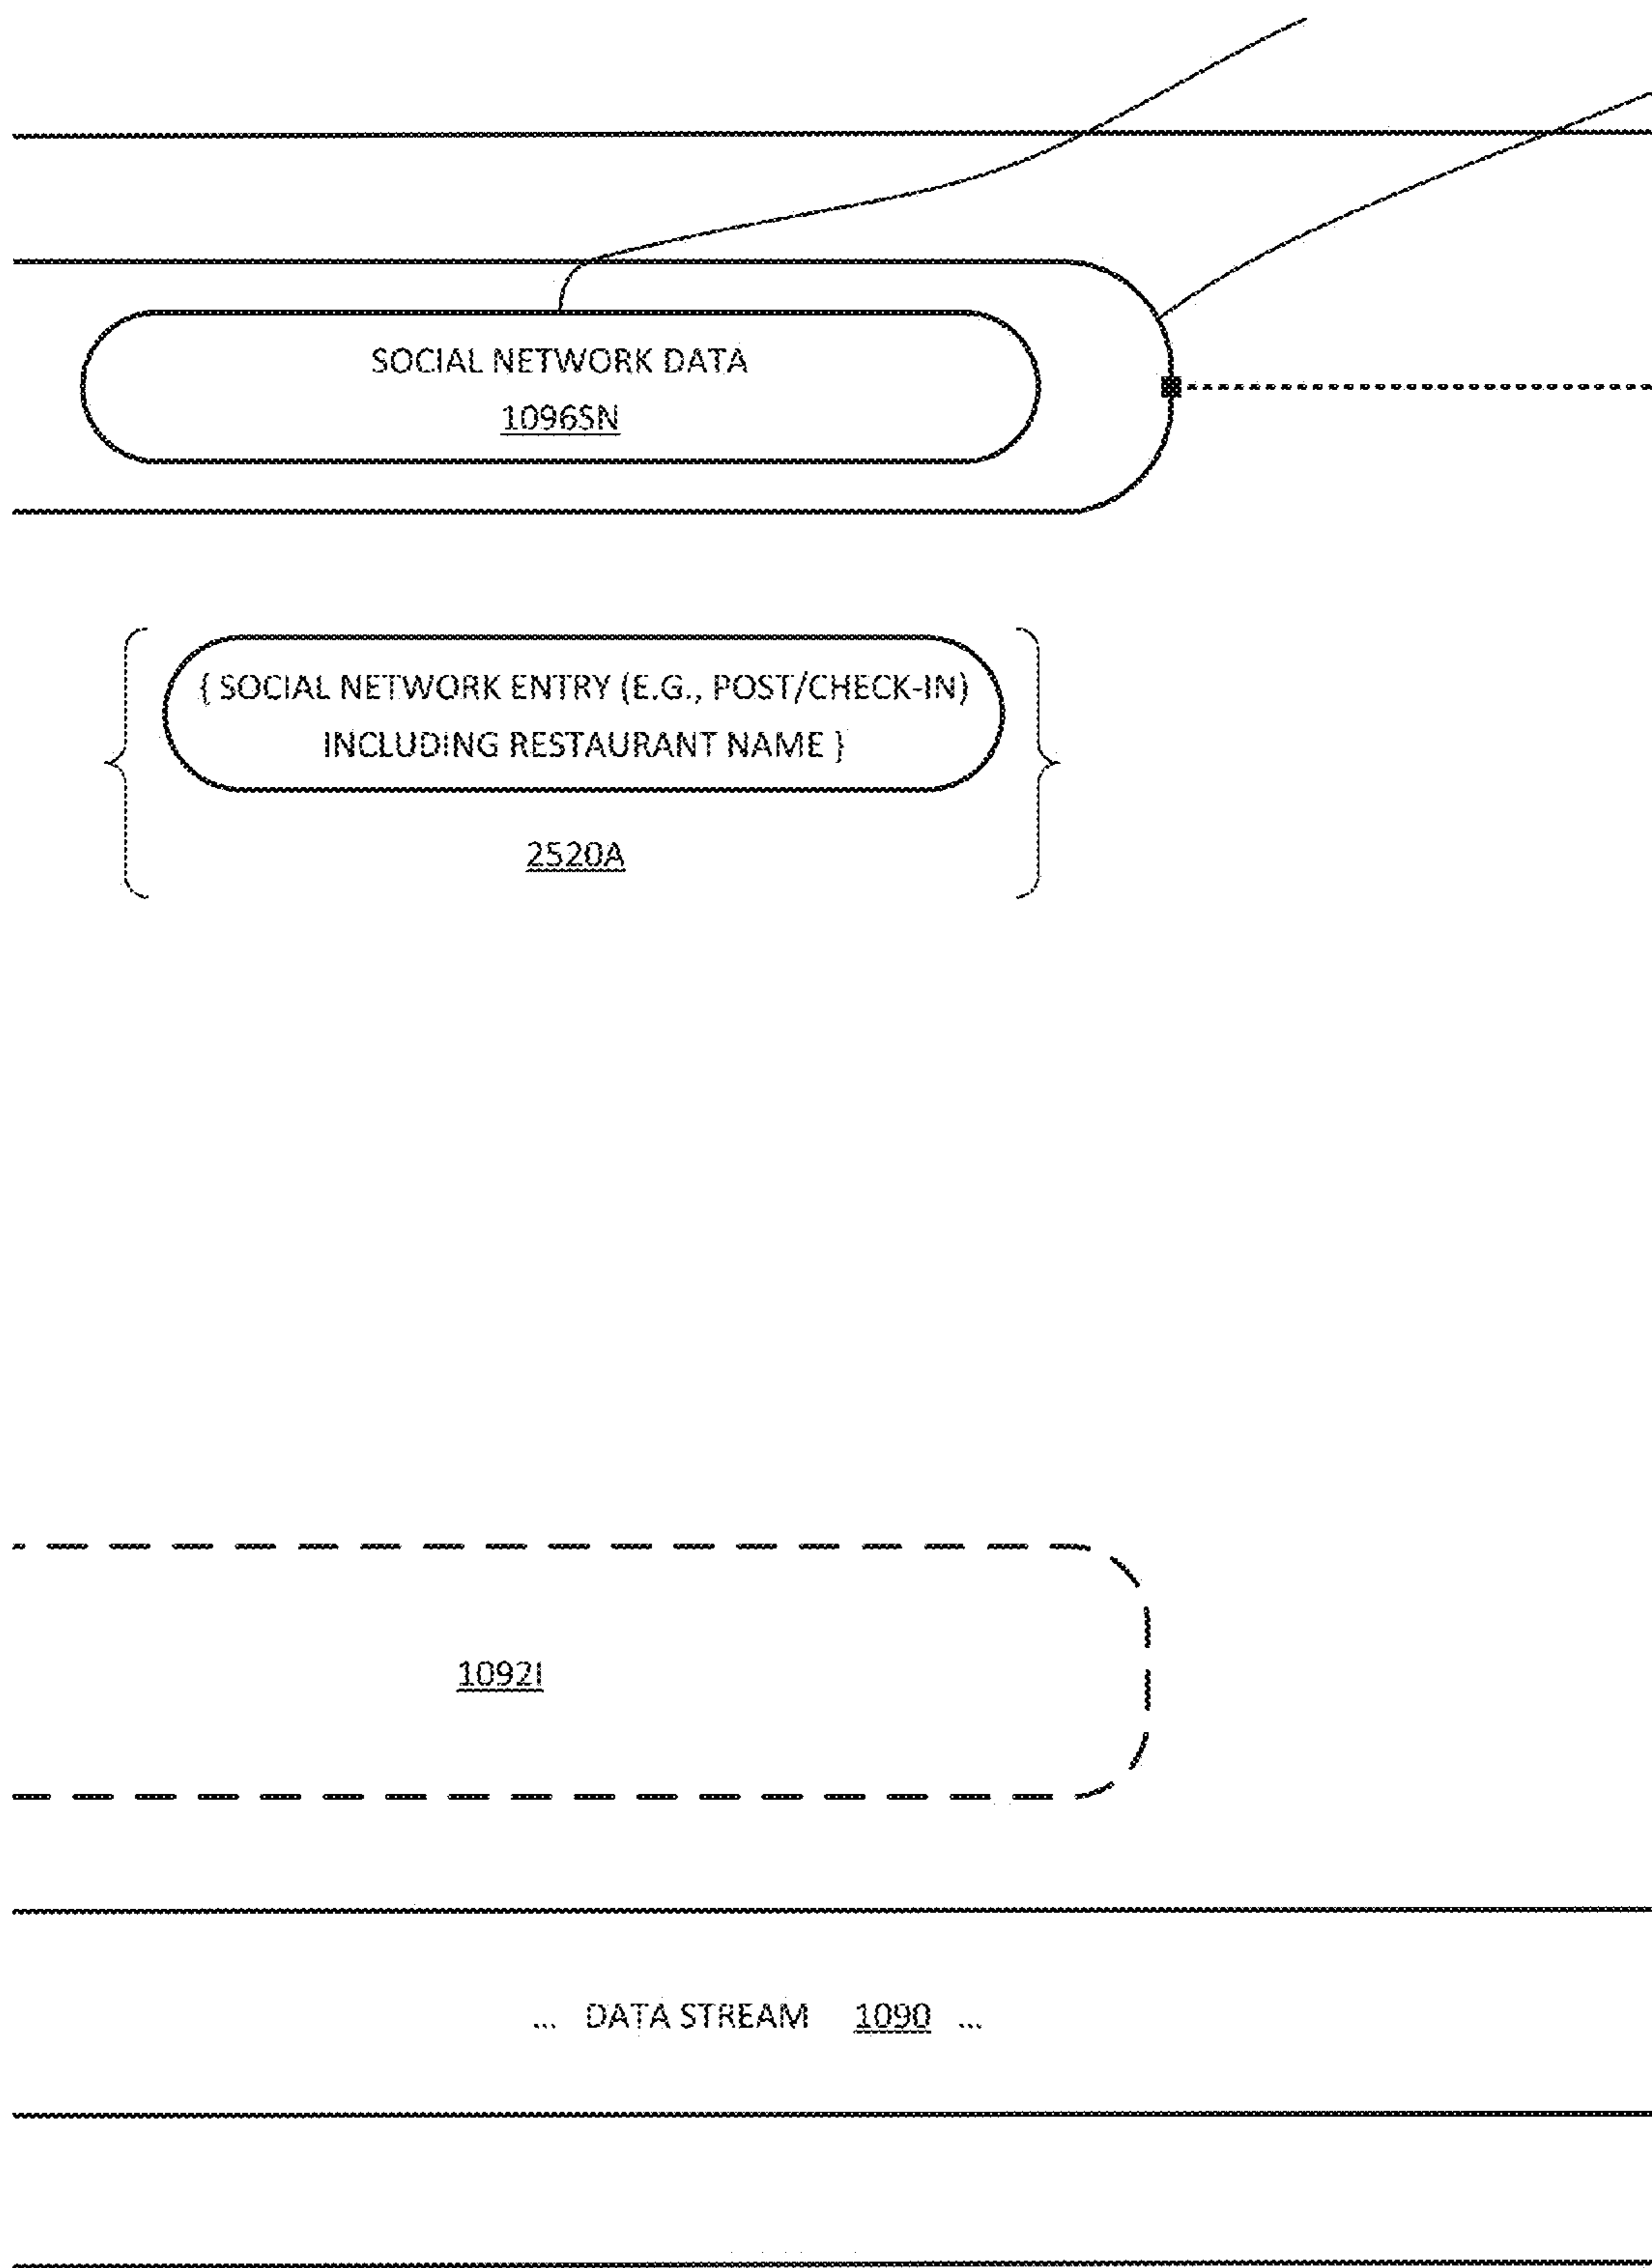 SOCIAL NETWORK DATA
1096SN
{ SOCIAL NETWORK ENTRY (E.G., POST/CHECK-IN)
INCLUDING RESTAURANT NAME }
2520A
1092I
... DATA STREAM 1090 ...